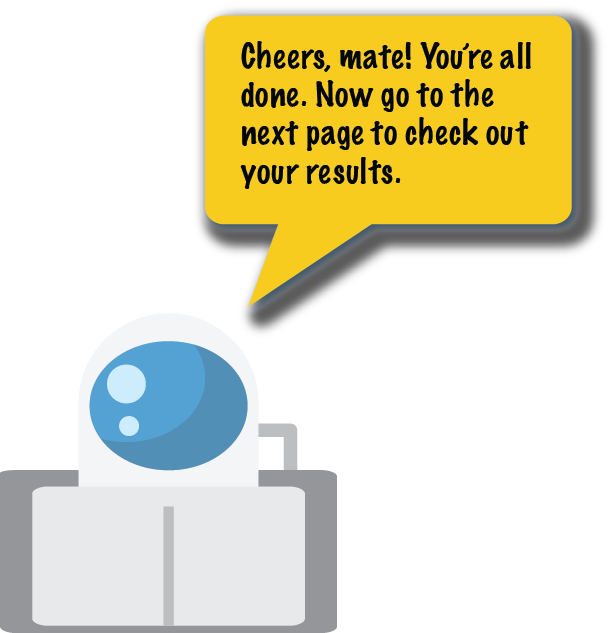 Cheers, mate! You're all
done. Now go to the
next page to check out
your results.